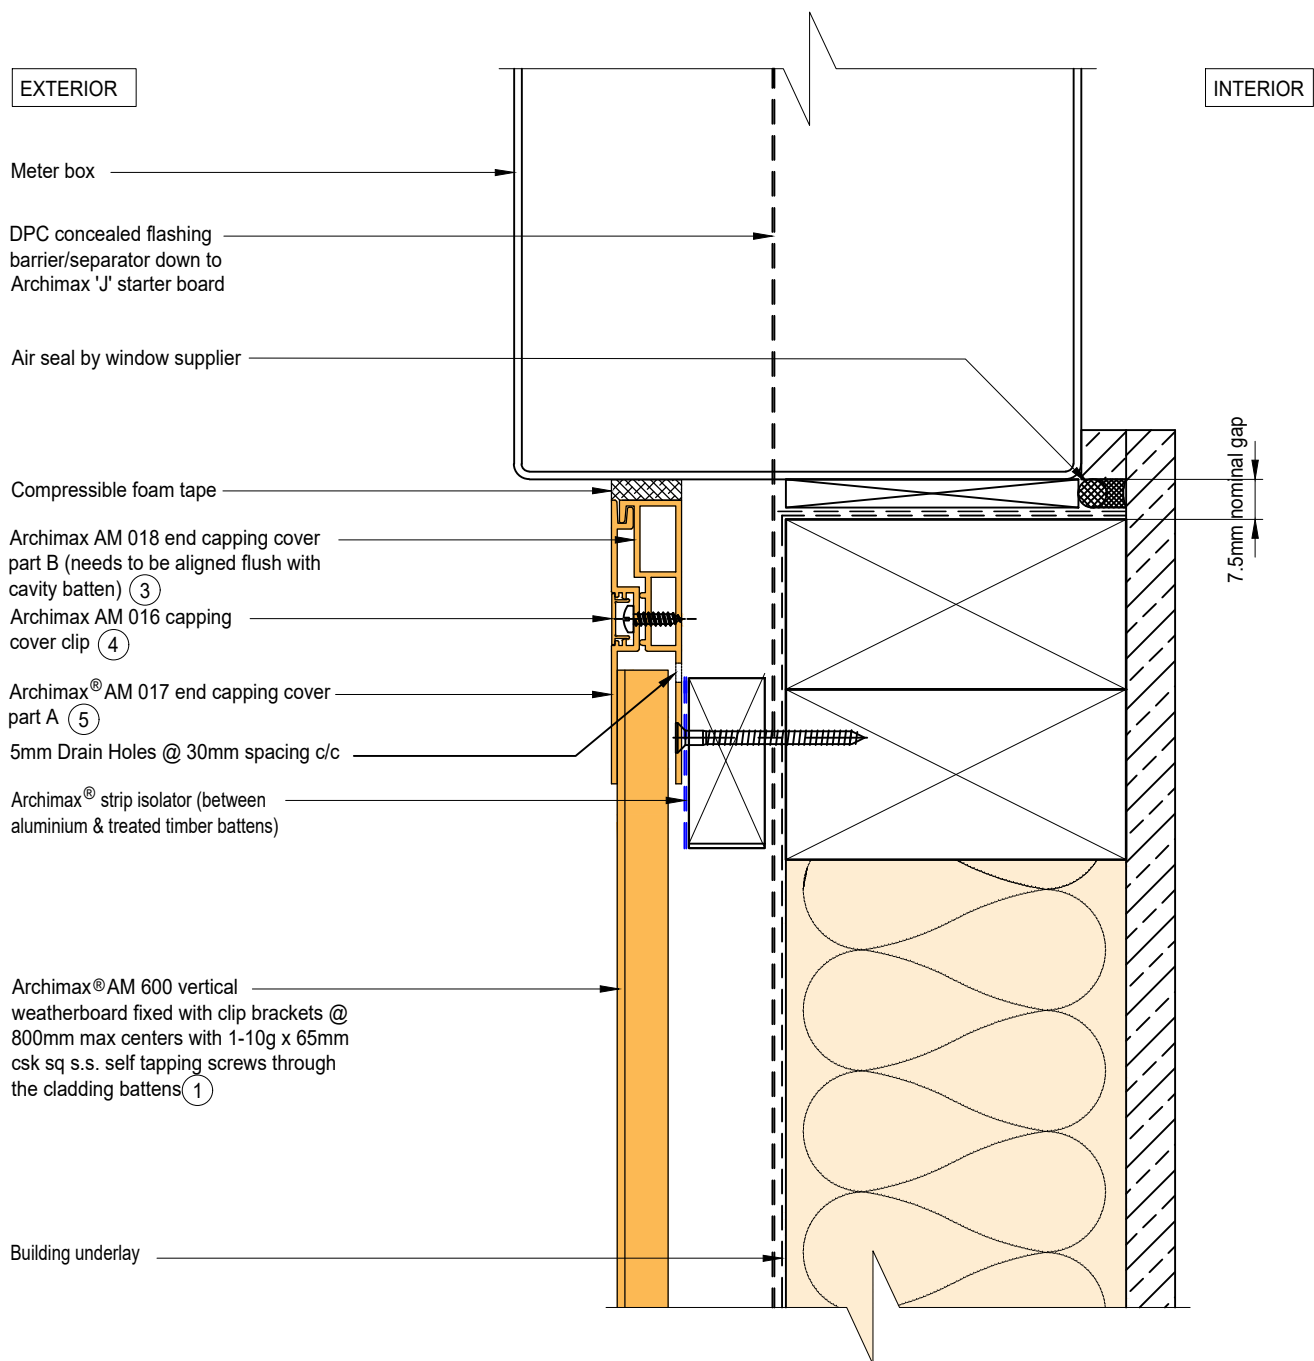 EXTERIOR
INTERIOR
Meter box
DPC concealed flashing
barrier/separator down to
Archimax 'J' starter board
Air seal by window supplier
7.5mm nominal gap
Compressible foam tape
Archimax AM 018 end capping cover
part B (needs to be aligned flush with
cavity batten) 3
Archimax AM 016 capping
cover clip 4
Archimax® AM 017 end capping cover
part A 5
5mm Drain Holes @ 30mm spacing c/c
Archimax® strip isolator (between
aluminium & treated timber battens)
Archimax® AM 600 vertical
weatherboard fixed with clip brackets @
800mm max centers with 1-10g x 65mm
csk sq s.s. self tapping screws through
the cladding battens 1
Building underlay